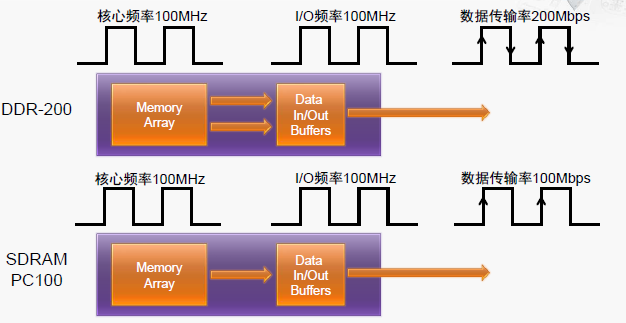 核心频率100MHz
I/O频率100MHz
数据传输率200Mbps
DDR-200
Memory
Array
Data
In/Out
Buffers
核心频率100MHz
I/O频率100MHz
数据传输率100Mbps
SDRAM
PC100
Memory
Array
Data
In/Out
Buffers